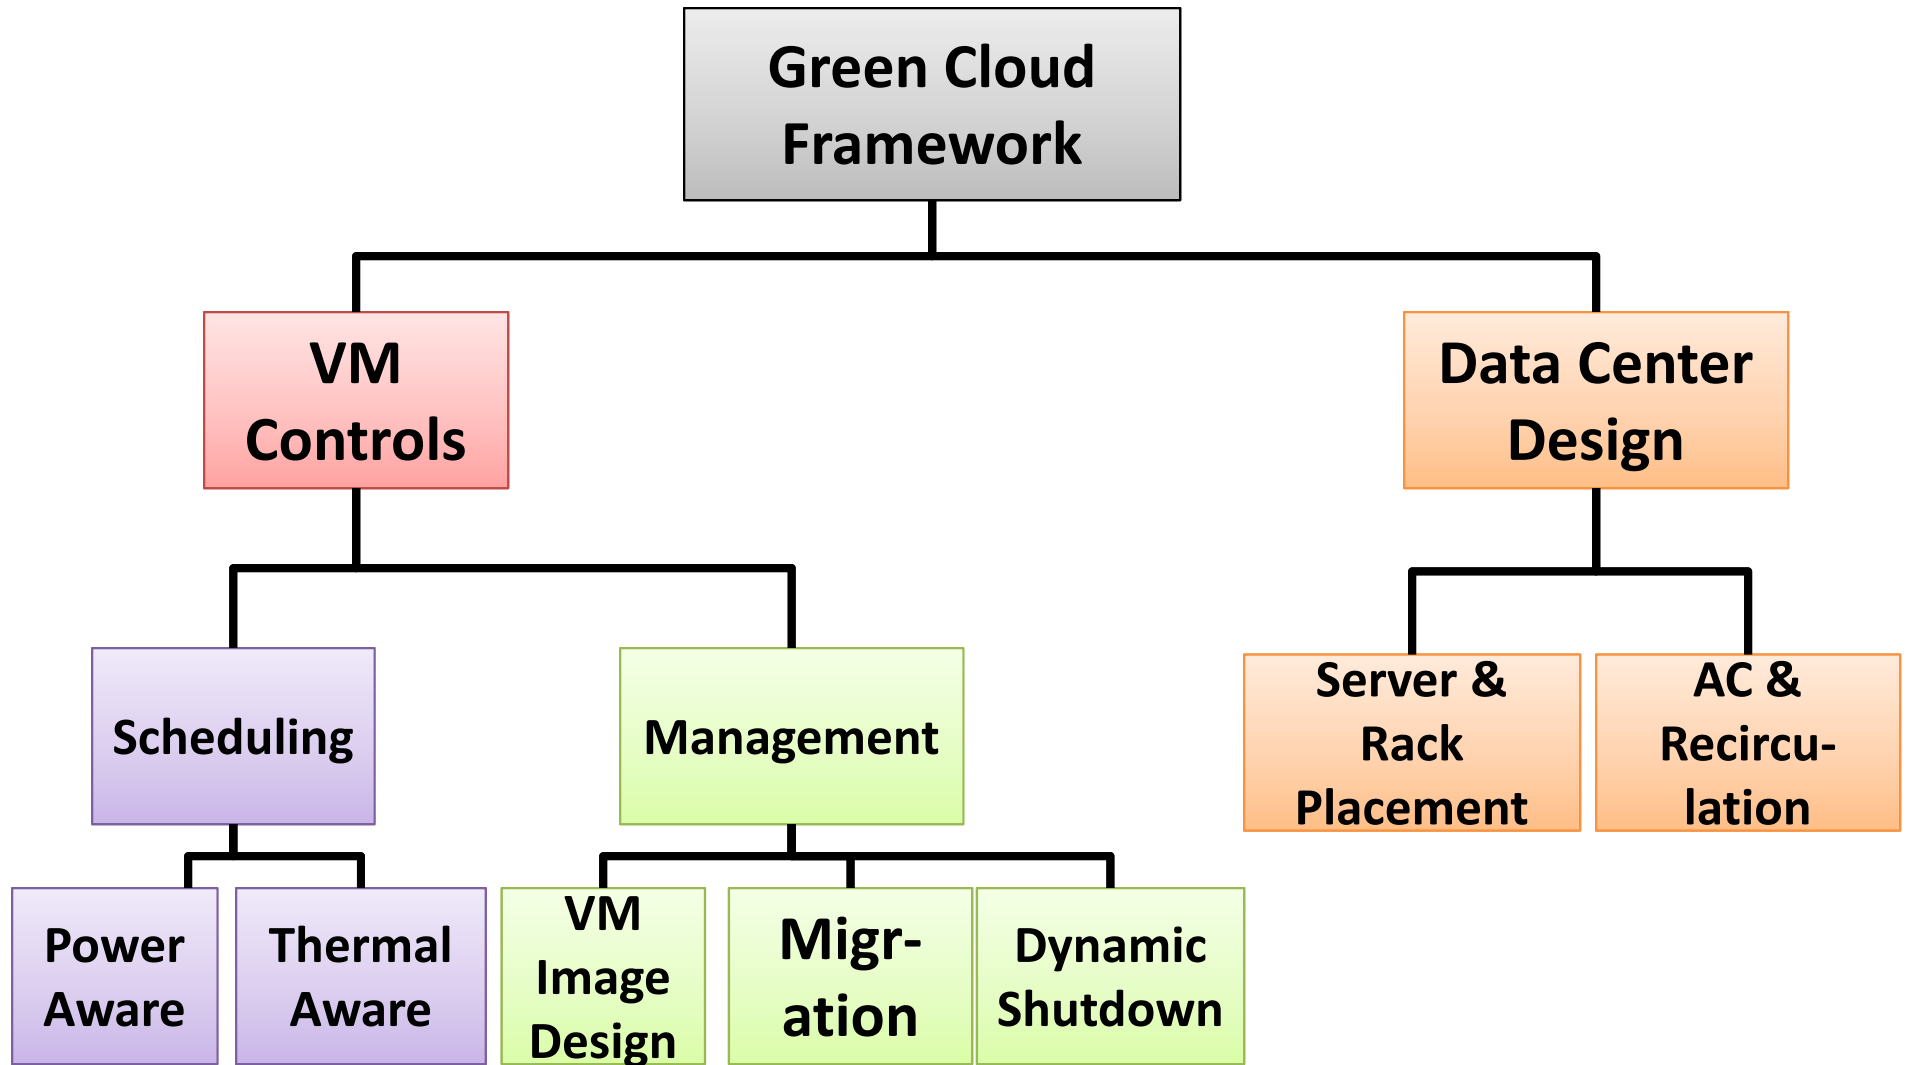 Green Cloud
Framework
VM
Controls
Data Center
Design
Scheduling
Management
Server &
Rack
Placement
AC &
Recircu-
lation
Power
Aware
Thermal
Aware
VM
Image
Design
Migr-
ation
Dynamic
Shutdown